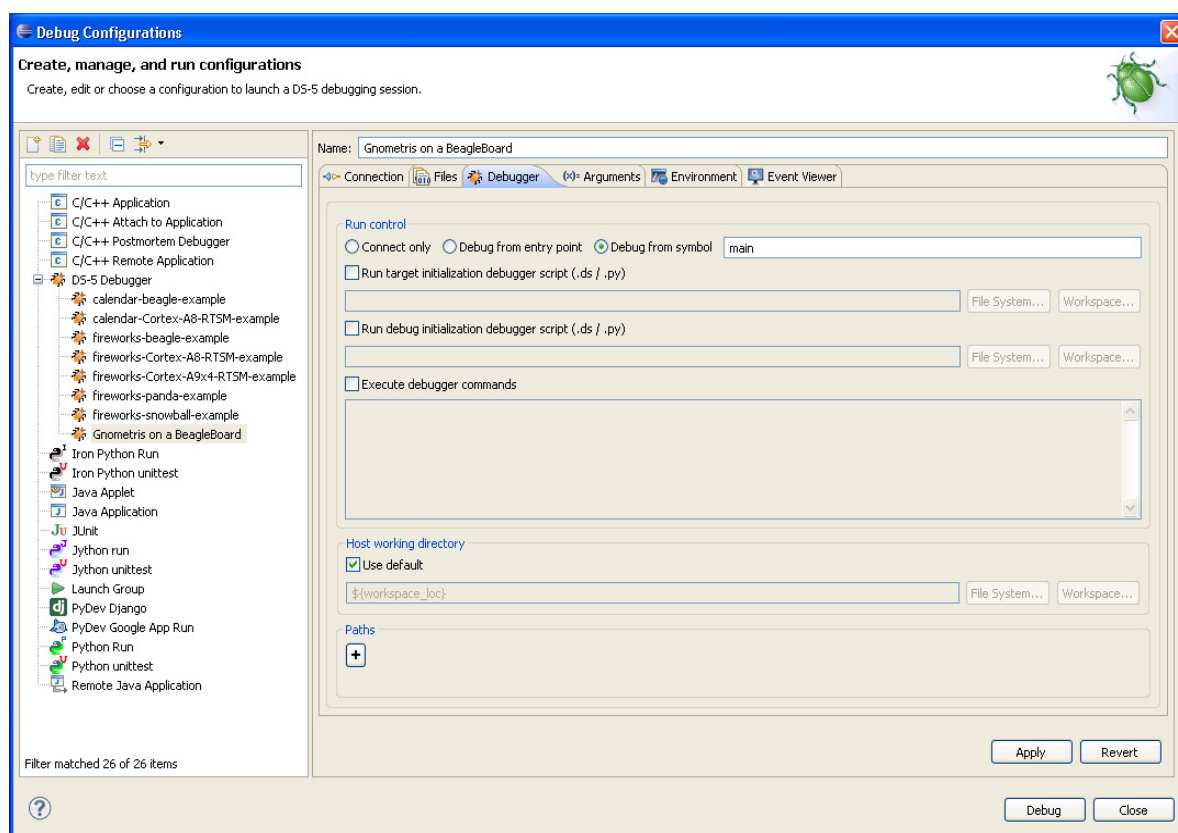 Debug Configurations
Create, manage, and run configurations
Create, edit or choose a configuration to launch a DS-5 debugging session.
type filter text
C/C++ Application
C/C++ Attach to Application
C/C++ Postmortem Debugger
C/C++ Remote Application
DS-5 Debugger
calendar-beagle-example
calendar-Cortex-A8-RTSM-example
fireworks-beagle-example
fireworks-Cortex-A8-RTSM-example
fireworks-Cortex-A9x4-RTSM-example
fireworks-panda-example
fireworks-snowball-example
Gnometris on a BeagleBoard
Iron Python Run
Iron Python unittest
Java Applet
Java Application
JUnit
Jython run
Jython unittest
Launch Group
PyDev Django
PyDev Google App Run
Python Run
Python unittest
Remote Java Application
Filter matched 26 of 26 items
Name: Gnometris on a BeagleBoard
Connection Files Debugger (x)= Arguments Environment Event Viewer
Run control
Connect only Debug from entry point Debug from symbol main
Run target initialization debugger script (.ds / .py)
File System... Workspace...
Run debug initialization debugger script (.ds / .py)
File System... Workspace...
Execute debugger commands
Host working directory
Use default
${workspace_loc} File System... Workspace...
Paths
+
Apply Revert
? Debug Close